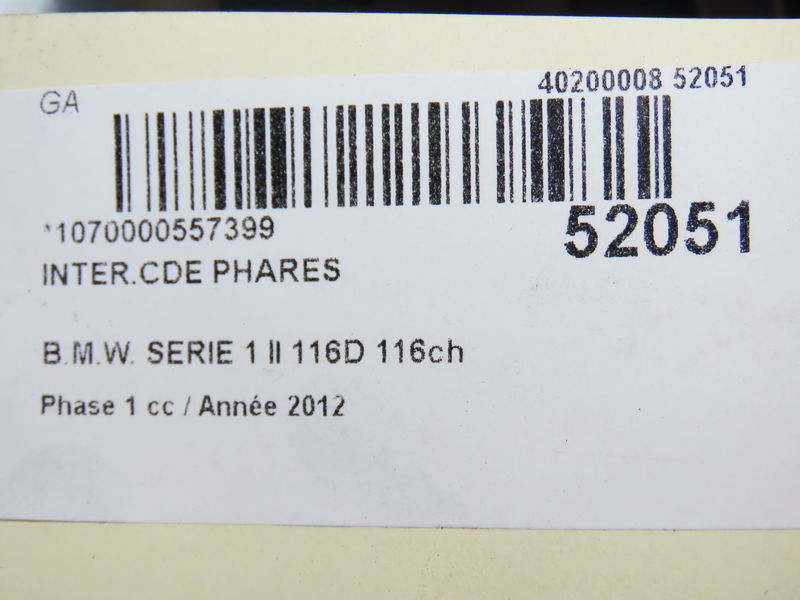 GA
40200008 52051
*1070000557399
52051
INTER.CDE PHARES
B.M.W. SERIE 1 II 116D 116ch
Phase 1 cc / Année 2012